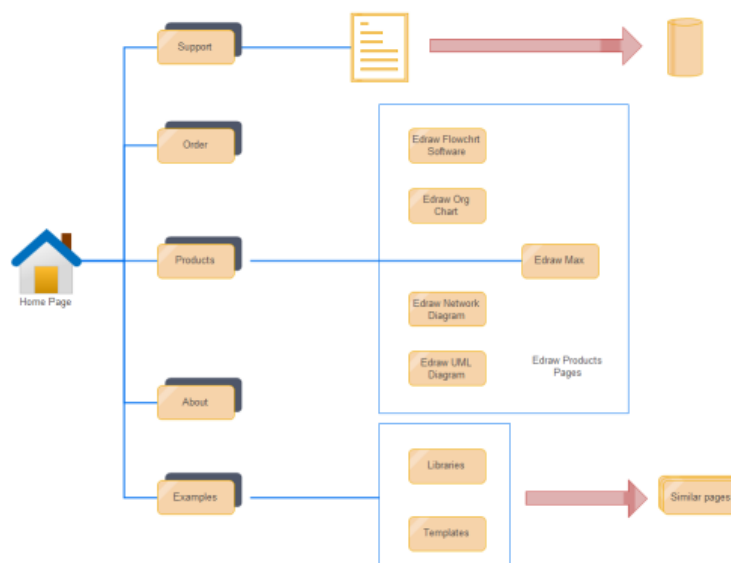 Support
Order
Edraw Flowchrt
Software
Edraw Org
Chart
Products
Edraw Max
Home Page
Edraw Network
Diagram
Edraw UML
Diagram
Edraw Products
Pages
About
Libraries
Examples
Similar pages
Templates